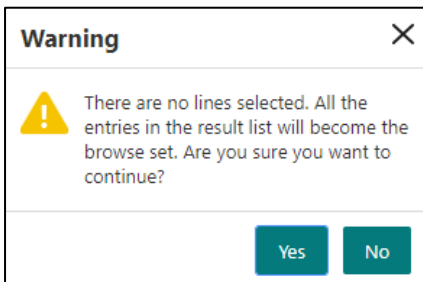 Warning
There are no lines selected. All the
entries in the result list will become the
browse set. Are you sure you want to
continue?
Yes No